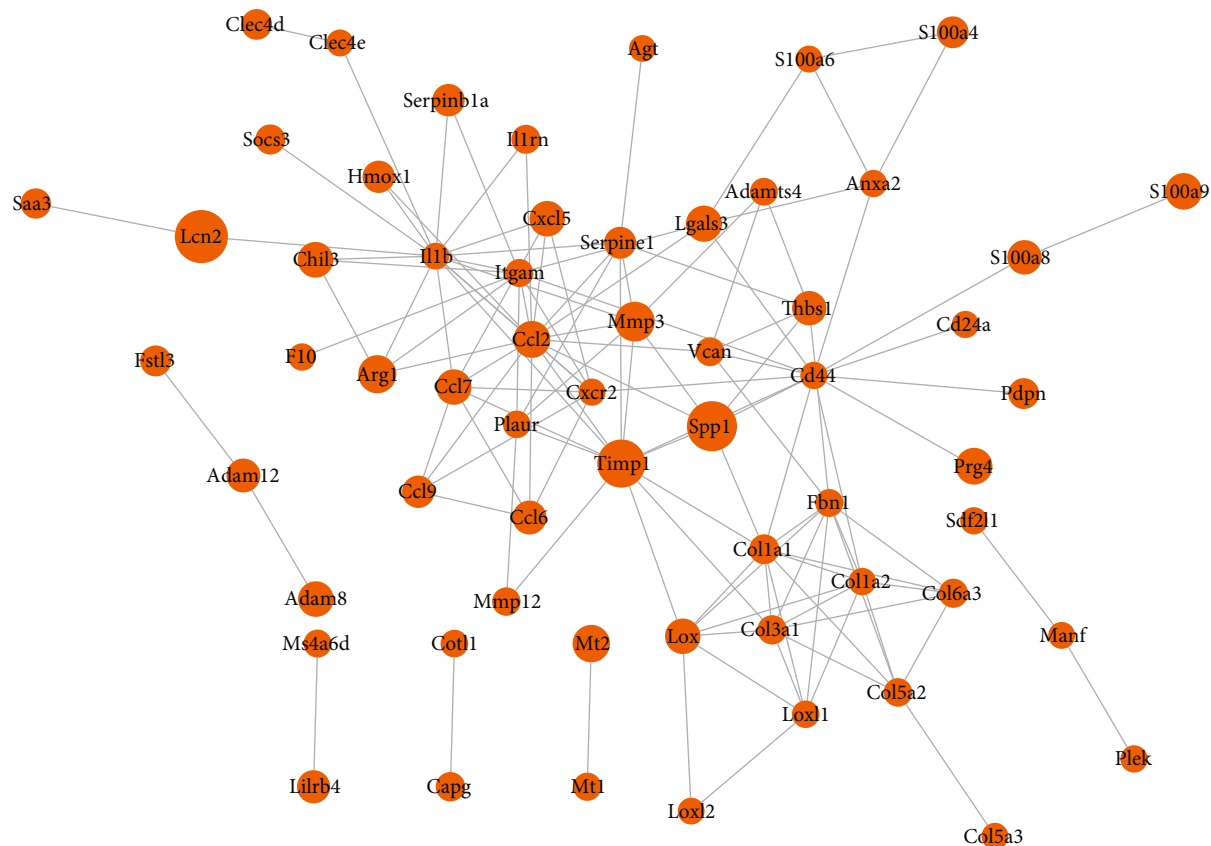 Clec4d
Clec4e
Agt
S100a4
S100a6
Serpinb1a
Socs3
Il1rn
Hmox1
Adamts4
Anxa2
S100a9
Saa3
Lcn2
Cxcl5
Lgals3
Serpine1
Chil3
Il1b
Itgam
S100a8
Thbs1
Mmp3
Cd24a
Ccl2
Vcan
F10
Fstl3
Arg1
Cd44
Ccl7
Cxcr2
Pdpn
Plaur
Spp1
Timp1
Prg4
Adam12
Ccl9
Ccl6
Fbn1
Sdf2l1
Col1a1
Col1a2
Col6a3
Adam8
Mmp12
Ms4a6d
Cotl1
Mt2
Lox
Col3a1
Manf
Col5a2
Loxl1
Plek
Lilrb4
Capg
Mt1
Loxl2
Col5a3